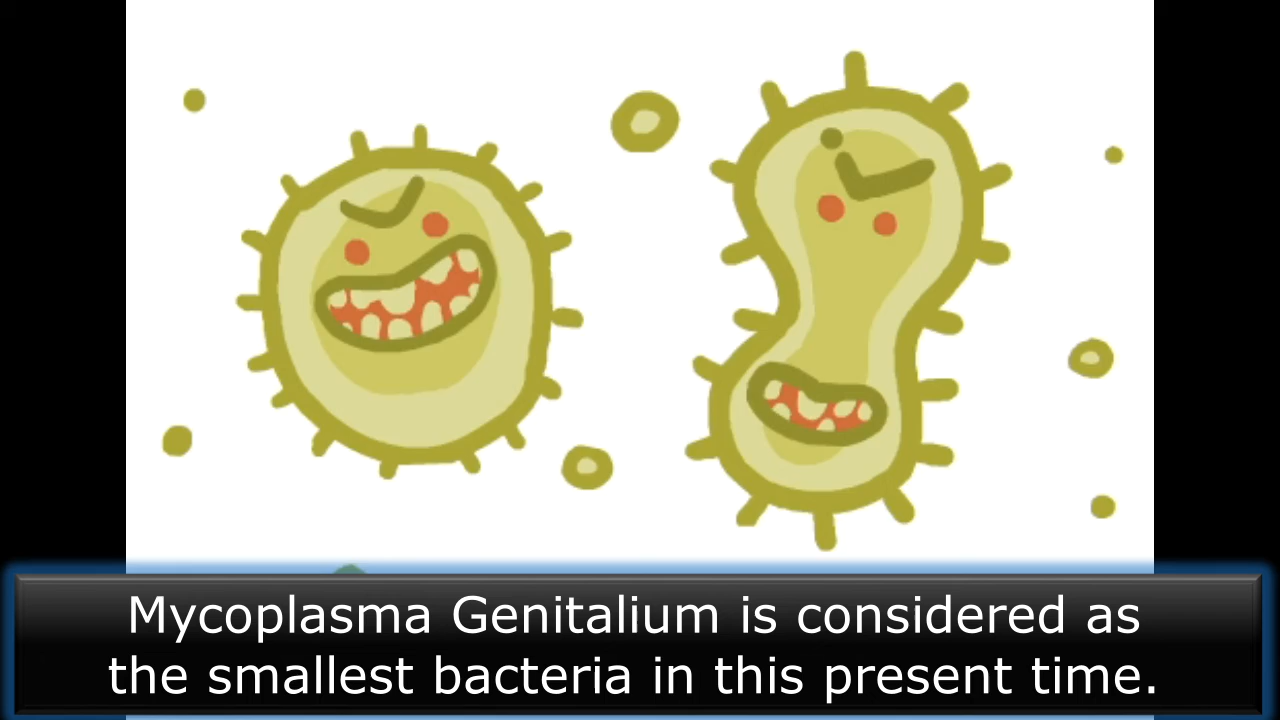 Mycoplasma Genitalium is considered as
the smallest bacteria in this present time.